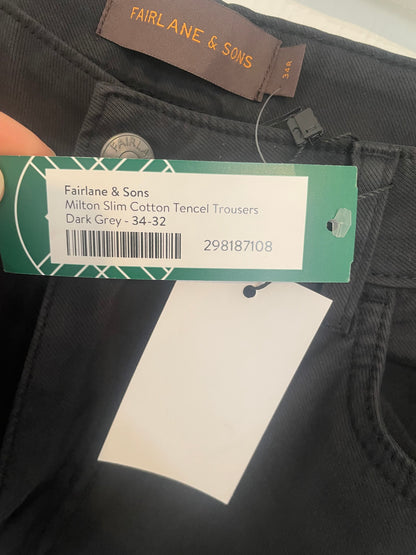 FAIRLANE & SONS
34R
FAIRLANE
Fairlane & Sons
Milton Slim Cotton Tencel Trousers
Dark Grey - 34-32
298187108